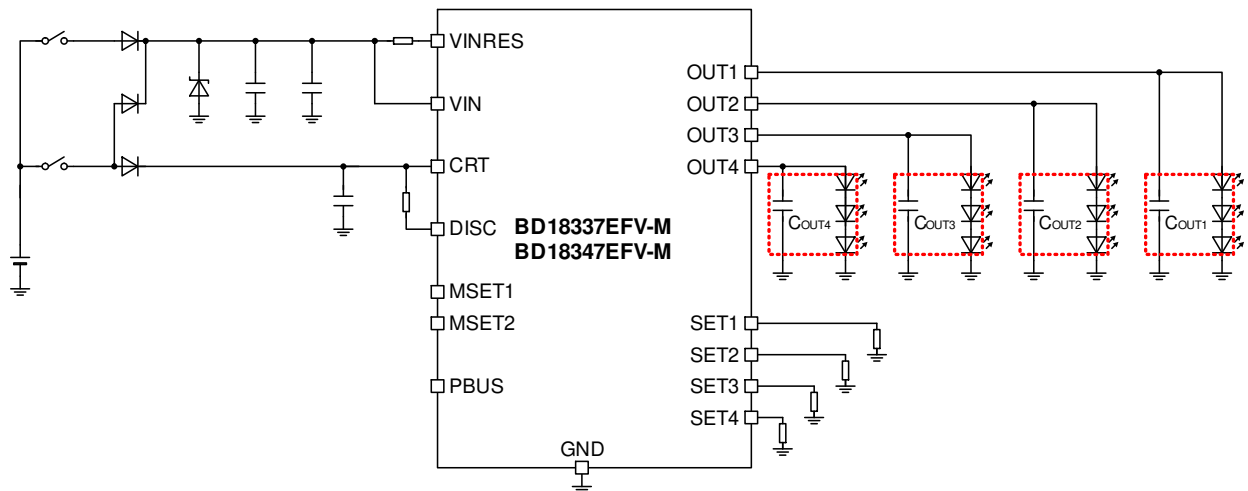 VINRES
VIN
CRT
DISC
BD18337EFV-M
BD18347EFV-M
MSET1
MSET2
PBUS
GND
OUT1
OUT2
OUT3
OUT4
COUT4
COUT3
COUT2
COUT1
SET1
SET2
SET3
SET4